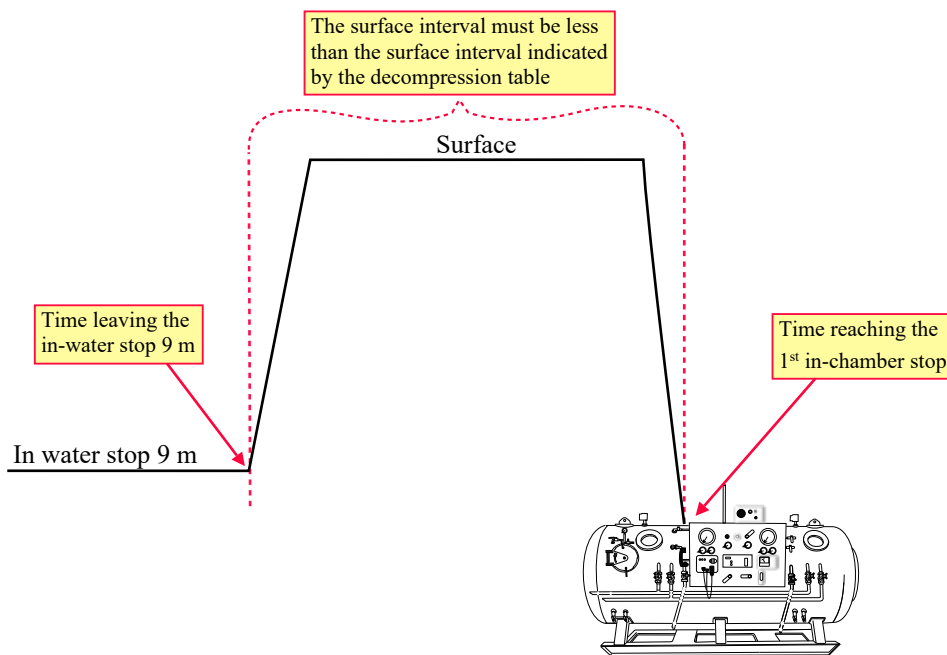 The surface interval must be less
than the surface interval indicated
by the decompression table
Surface
Time leaving the
in-water stop 9 m
Time reaching the
1st in-chamber stop
In water stop 9 m